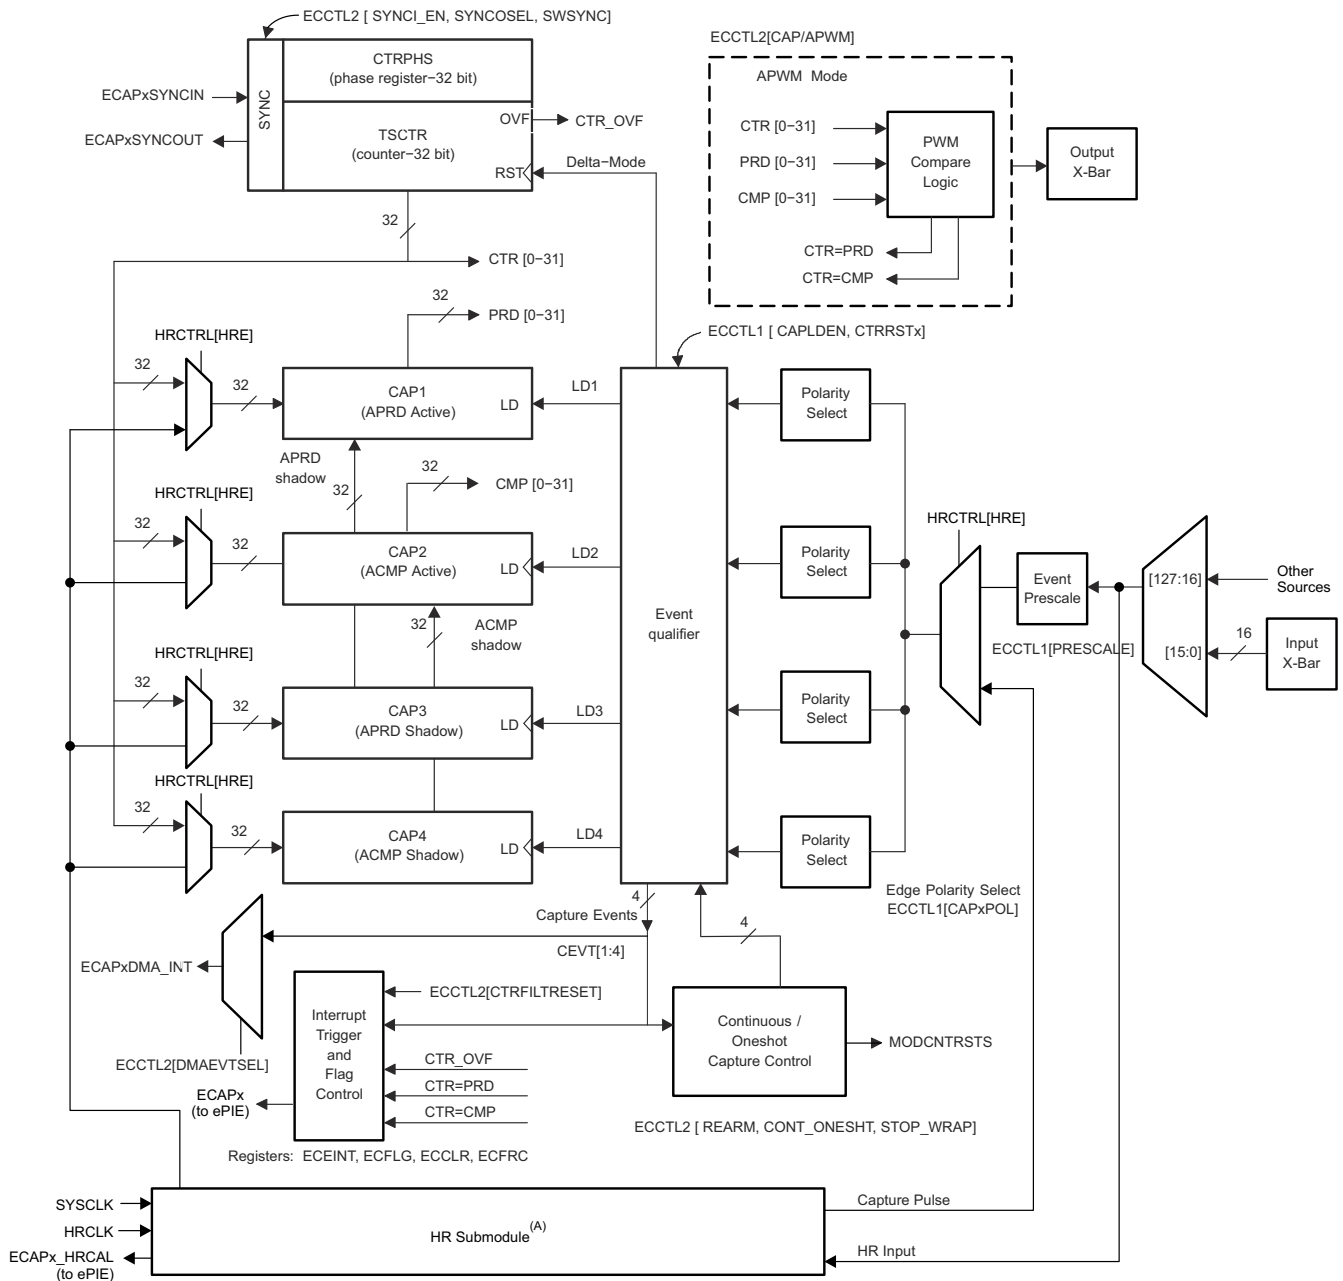 ECCTL2 [ SYNCI_EN, SYNCOSEL, SWSYNC]
CTRPHS
(phase register−32 bit)
SYNC
ECAPxSYNCIN
ECAPxSYNCOUT
TSCTR
(counter−32 bit)
OVF
CTR_OVF
RST
Delta−Mode
ECCTL2[CAP/APWM]
APWM Mode
CTR [0−31]
PRD [0−31]
CMP [0−31]
PWM
Compare
Logic
Output
X-Bar
CTR=PRD
CTR=CMP
32
CTR [0−31]
32
PRD [0−31]
ECCTL1 [ CAPLDEN, CTRRSTx]
HRCTRL[HRE]
32
32
CAP1
(APRD Active)
LD
LD1
Polarity
Select
APRD
shadow
32
32
CMP [0−31]
HRCTRL[HRE]
32
32
CAP2
(ACMP Active)
LD
LD2
Polarity
Select
32
ACMP
shadow
Event
qualifier
HRCTRL[HRE]
Event
Prescale
ECCTL1[PRESCALE]
[127:16]
Other
Sources
[15:0]
16
Input
X-Bar
HRCTRL[HRE]
32
32
CAP3
(APRD Shadow)
LD
LD3
Polarity
Select
HRCTRL[HRE]
32
32
CAP4
(ACMP Shadow)
LD
LD4
Polarity
Select
Edge Polarity Select
ECCTL1[CAPxPOL]
4
Capture Events
CEVT[1:4]
4
ECAPxDMA_INT
ECCTL2[DMAEVTSEL]
Interrupt
Trigger
and
Flag
Control
ECCTL2[CTRFILTRESET]
CTR_OVF
CTR=PRD
CTR=CMP
ECAPx
(to ePIE)
Continuous /
Oneshot
Capture Control
MODCNTRSTS
ECCTL2 [ REARM, CONT_ONESHT, STOP_WRAP]
Registers: ECEINT, ECFLG, ECCLR, ECFRC
SYSCLK
HRCLK
ECAPx_HRCAL
(to ePIE)
HR Submodule(A)
Capture Pulse
HR Input